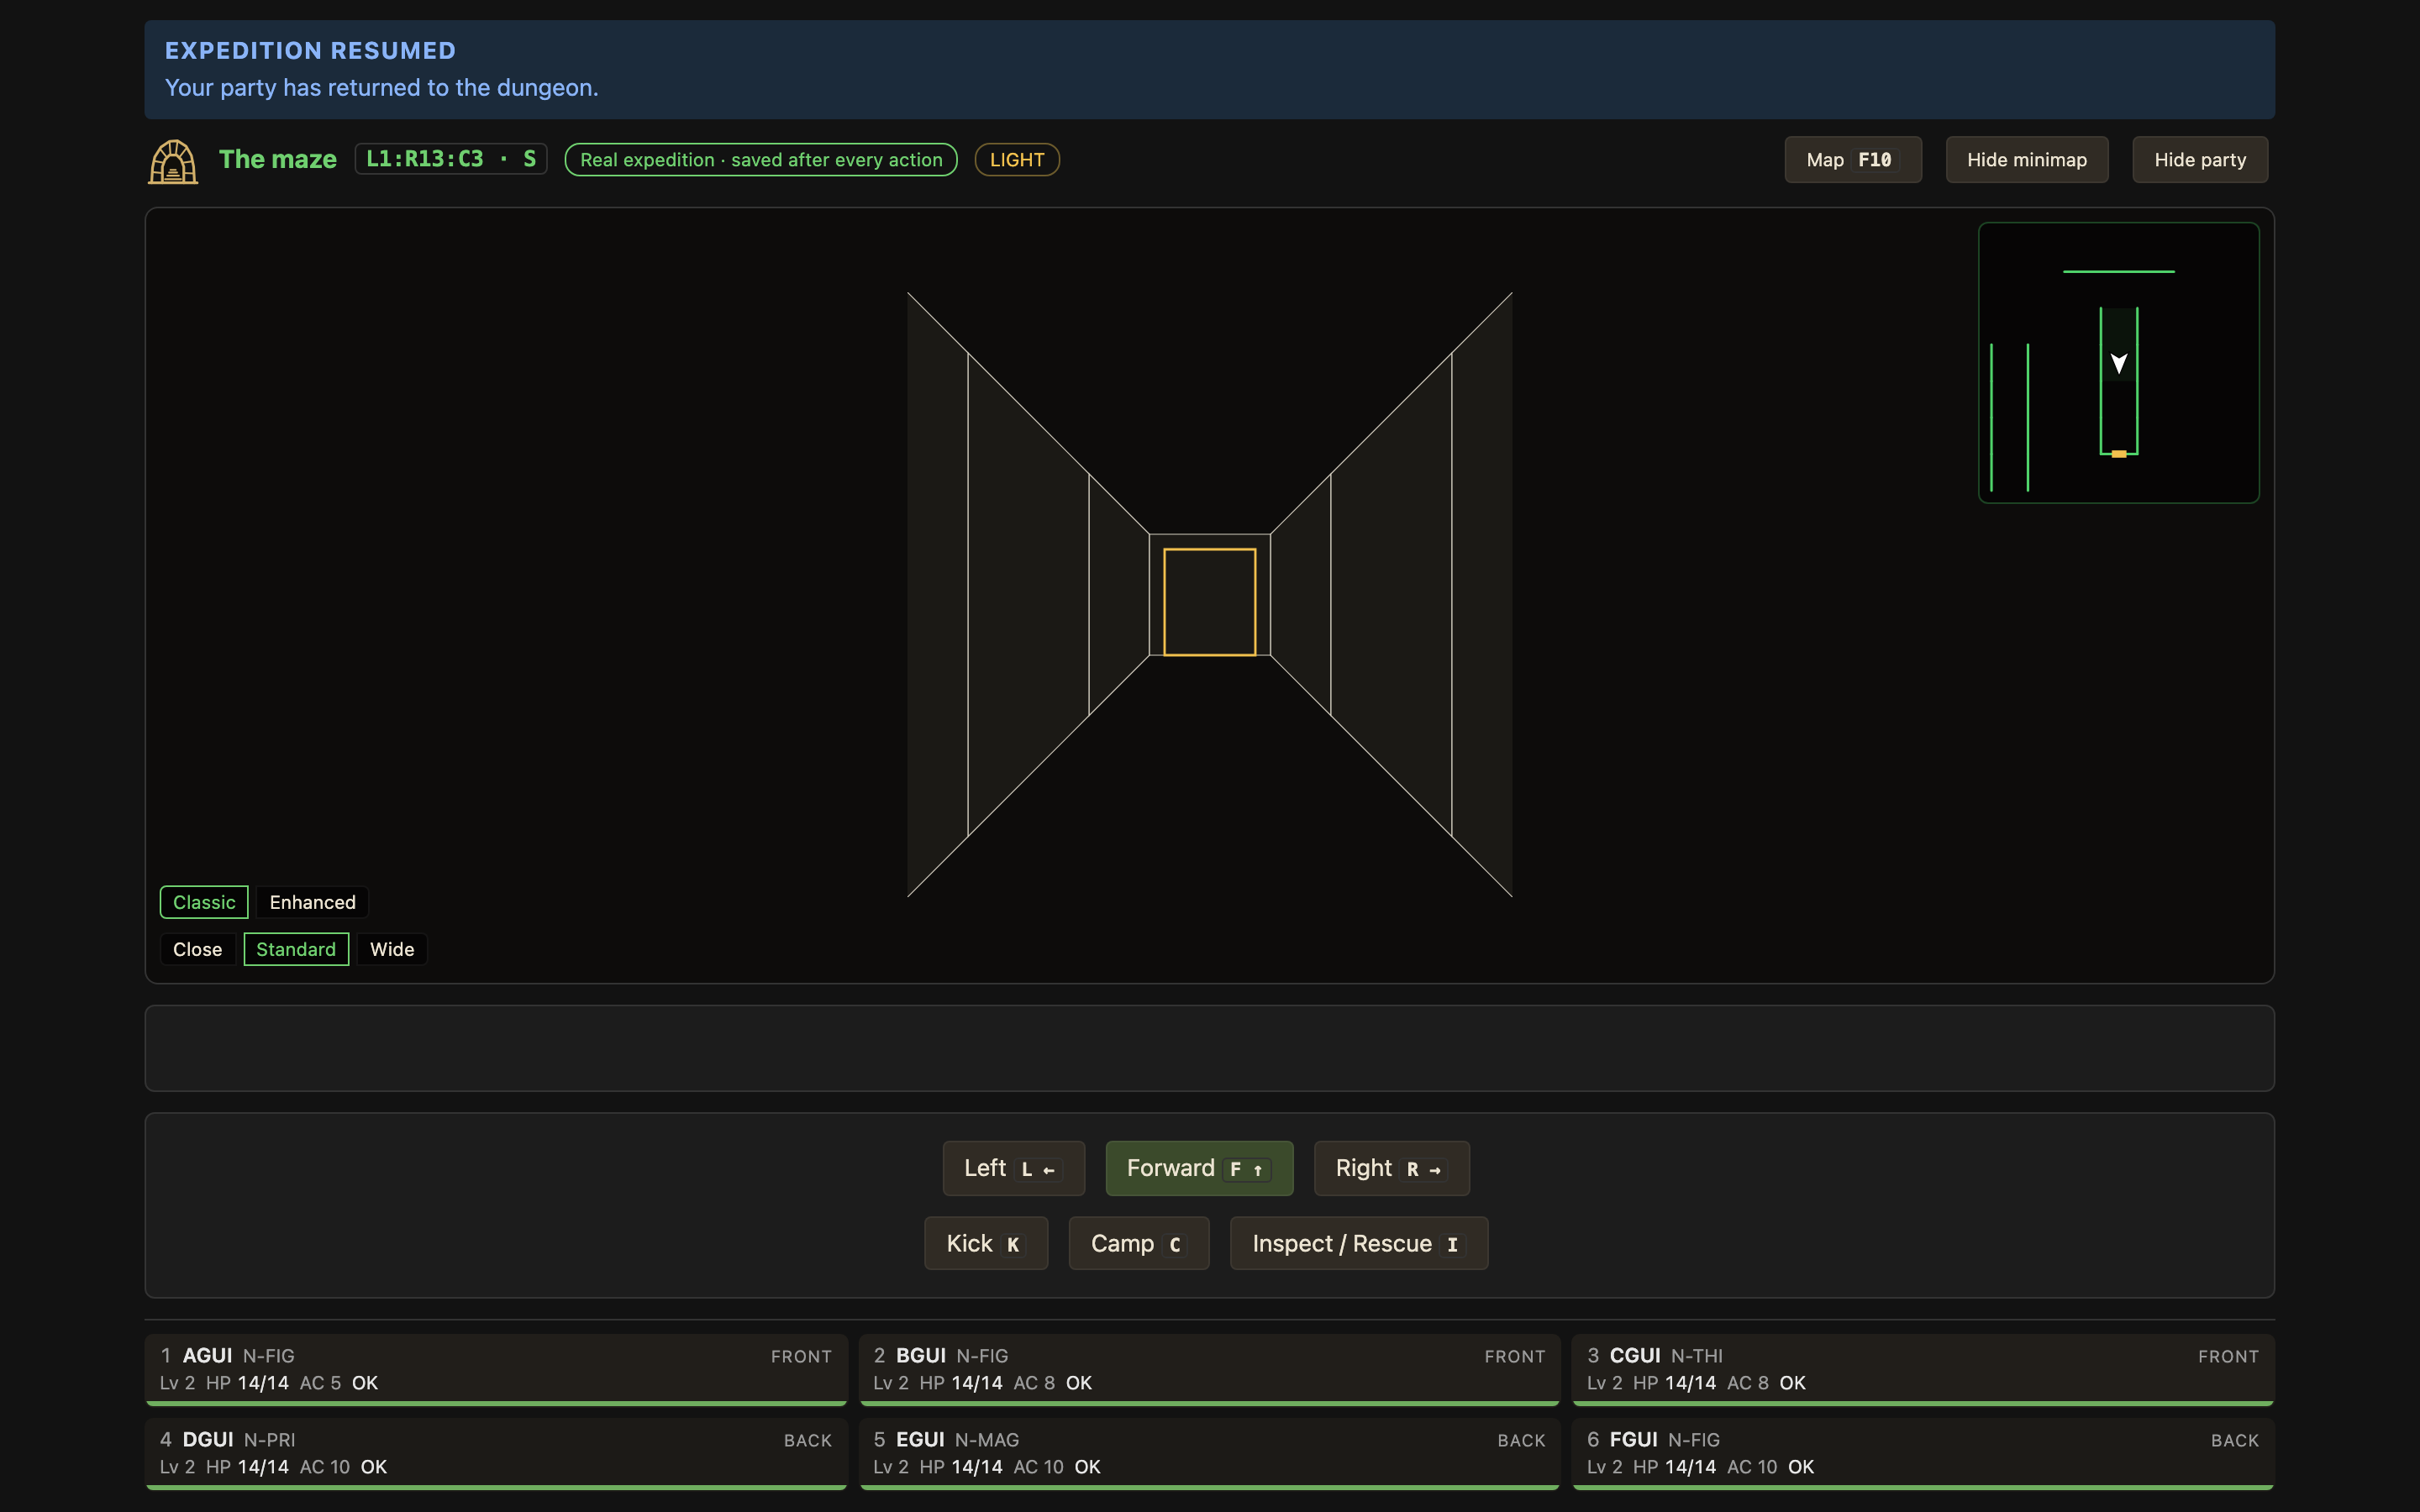 EXPEDITION RESUMED
Your party has returned to the dungeon.
The maze L1:R13:C3 · S Real expedition · saved after every action LIGHT Map F10 Hide minimap Hide party
Classic Enhanced
Close Standard Wide
Left L ← Forward F ↑ Right R →
Kick K Camp C Inspect / Rescue I
1 AGUI N-FIG FRONT
Lv 2 HP 14/14 AC 5 OK
2 BGUI N-FIG FRONT
Lv 2 HP 14/14 AC 8 OK
3 CGUI N-THI FRONT
Lv 2 HP 14/14 AC 8 OK
4 DGUI N-PRI BACK
Lv 2 HP 14/14 AC 10 OK
5 EGUI N-MAG BACK
Lv 2 HP 14/14 AC 10 OK
6 FGUI N-FIG BACK
Lv 2 HP 14/14 AC 10 OK